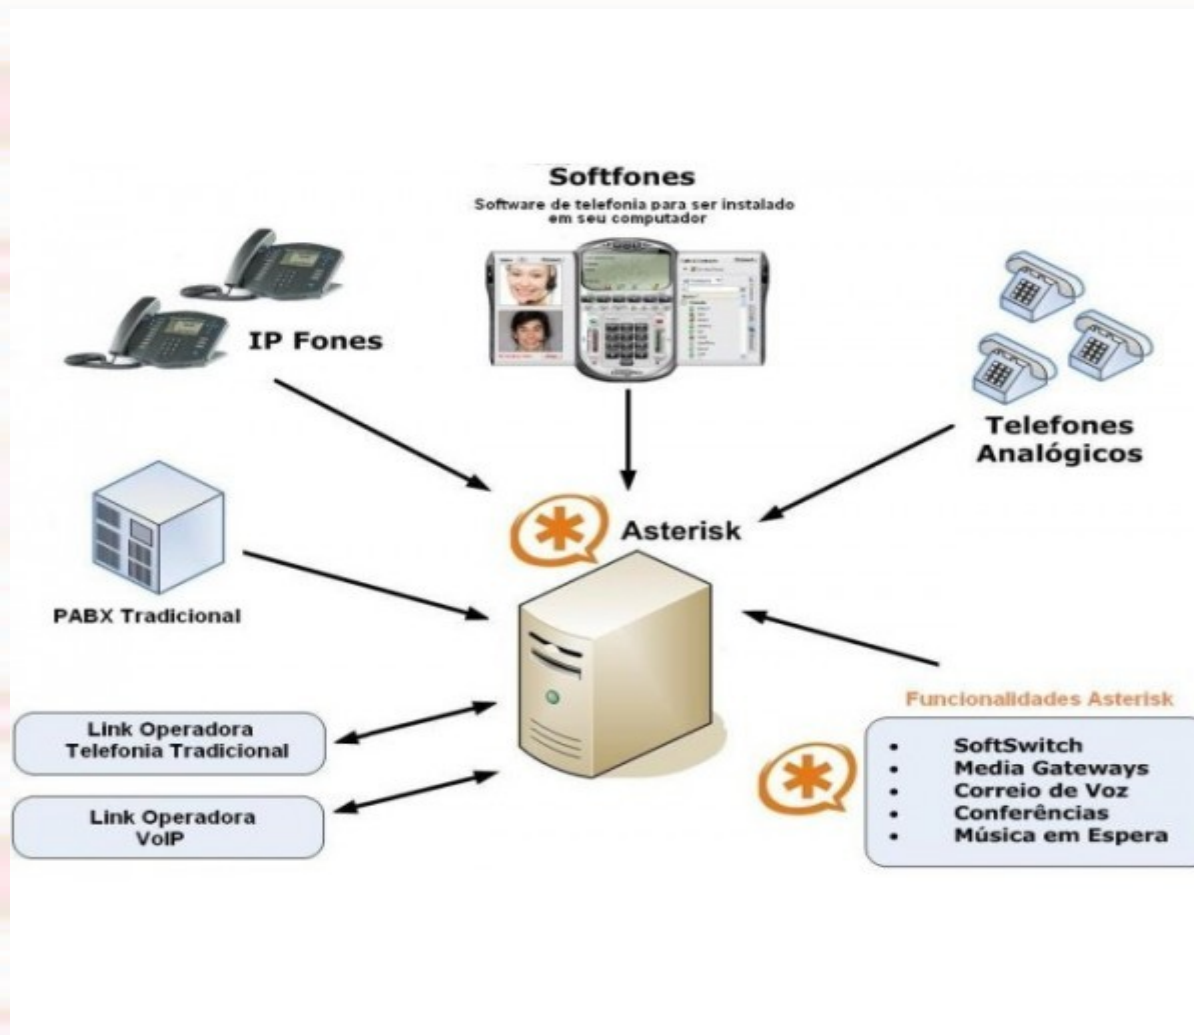 Softfones
Software de telefonia para ser instalado
em seu computador
IP Fones
Telefones
Analógicos
Asterisk
PABX Tradicional
Link Operadora
Telefonia Tradicional
Link Operadora
VoIP
Funcionalidades Asterisk
• SoftSwitch
• Media Gateways
• Correio de Voz
• Conferências
• Música em Espera